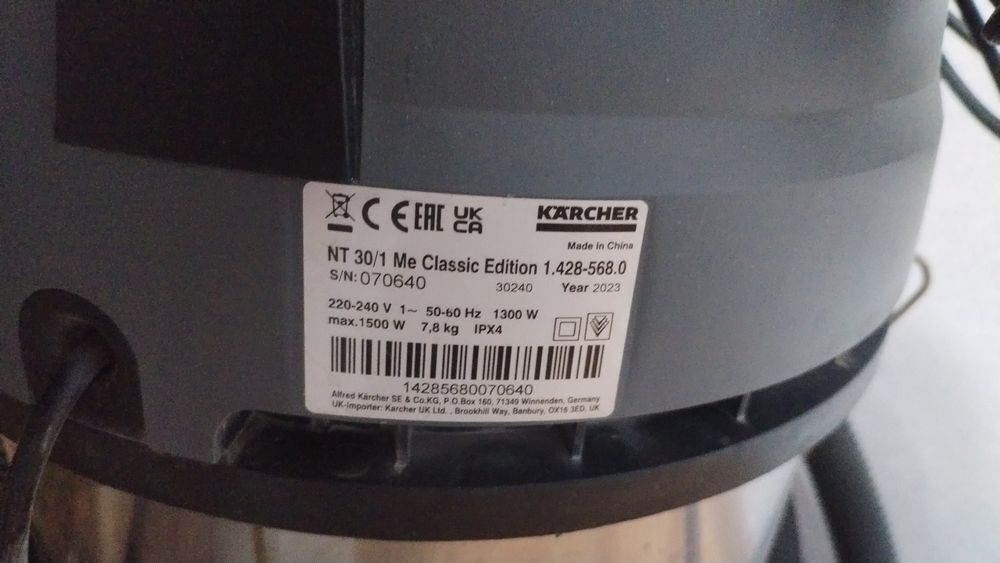 CE EAC UK CA
KÄRCHER
Made in China
NT 30/1 Me Classic Edition 1.428-568.0
S/N: 070640 30240 Year 2023
220-240 V 1~ 50-60 Hz 1300 W
max.1500 W 7,8 kg IPX4
14285680070640
Alfred Kärcher SE & Co.KG, P.O.Box 160, 71349 Winnenden, Germany
UK-Importer: Karcher UK Ltd. , Brookhill Way, Banbury, OX16 3ED, UK